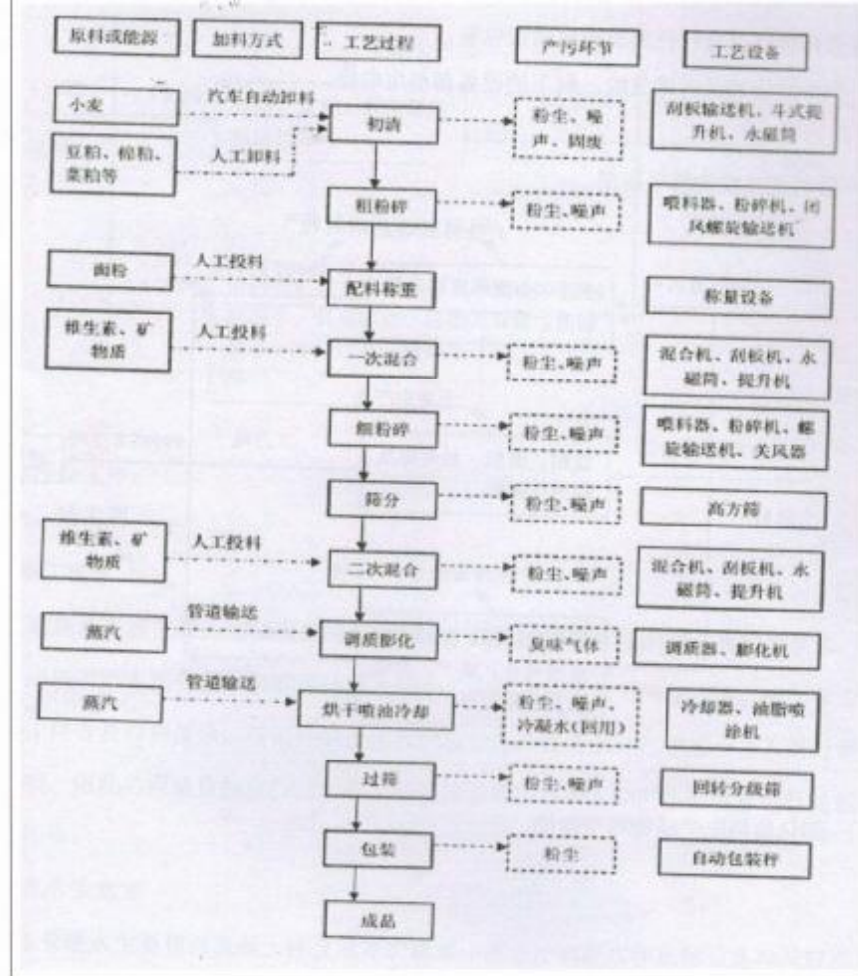 原料或能源 加料方式 工艺过程 产污环节 工艺设备
小麦 汽车自动卸料 初清 粉尘、噪 刮板输送机、斗式提
声、固废 升机、永磁筒
豆粕、棉粕、 人工卸料
菜粕等
粗粉碎 粉尘、噪声 喂料器、粉碎机、闭
风螺旋输送机
面粉 人工投料 配料称重 称量设备
维生素、矿 人工投料 一次混合 粉尘、噪声 混合机、刮板机、永
物质 磁筒、提升机
细粉碎 粉尘、噪声 喂料器、粉碎机、螺
旋输送机、关风器
筛分 粉尘、噪声 高方筛
维生素、矿 人工投料 二次混合 粉尘、噪声 混合机、刮板机、永
物质 磁筒、提升机
蒸汽 管道输送 调质膨化 臭味气体 调质器、膨化机
蒸汽 管道输送 烘干喷油冷却 粉尘、噪声、 冷却器、油脂喷
冷凝水(回用) 涂机
过筛 粉尘、噪声 回转分级筛
包装 粉尘 自动包装秤
成品